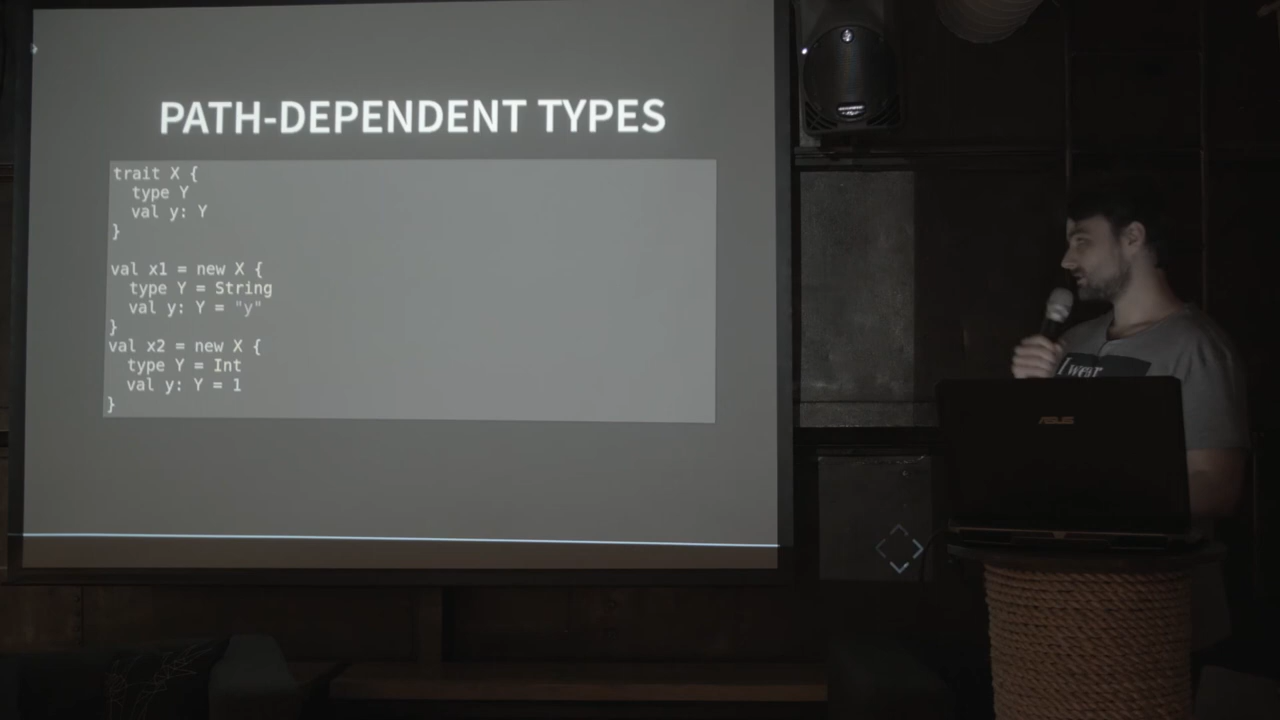 PATH-DEPENDENT TYPES
trait X {
  type Y
  val y: Y
}

val x1 = new X {
  type Y = String
  val y: Y = "y"
}
val x2 = new X {
  type Y = Int
  val y: Y = 1
}
I wear
ASUS